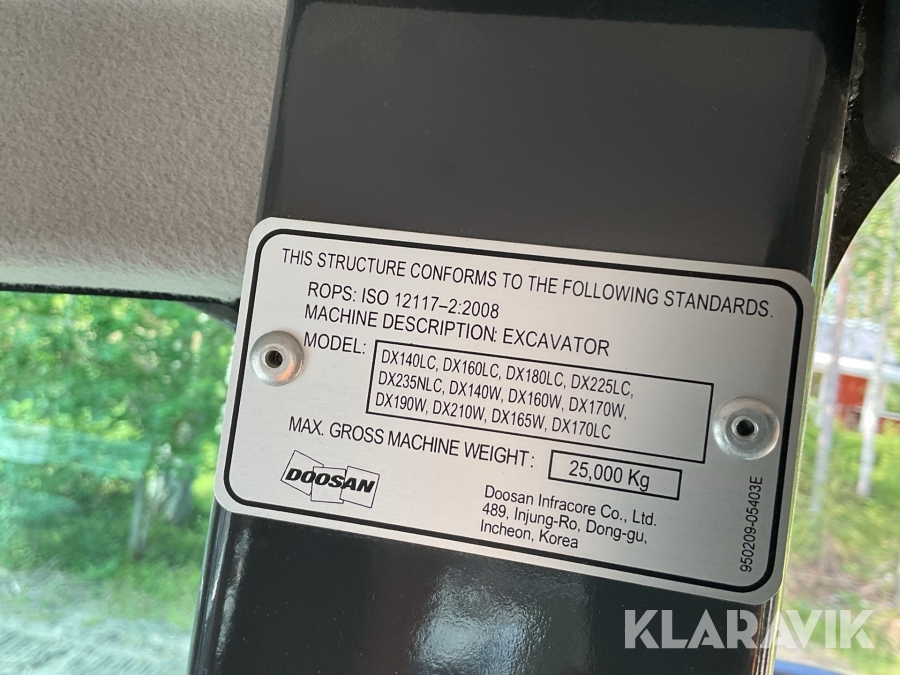 THIS STRUCTURE CONFORMS TO THE FOLLOWING STANDARDS.
ROPS: ISO 12117–2:2008
MACHINE DESCRIPTION: EXCAVATOR
MODEL:
DX140LC, DX160LC, DX180LC, DX225LC,
DX235NLC, DX140W, DX160W, DX170W,
DX190W, DX210W, DX165W, DX170LC
MAX. GROSS MACHINE WEIGHT: 25,000 Kg
DOOSAN
Doosan Infracore Co., Ltd.
489, Injung-Ro, Dong-gu,
Incheon, Korea
950209-05403E
KLARAVIK